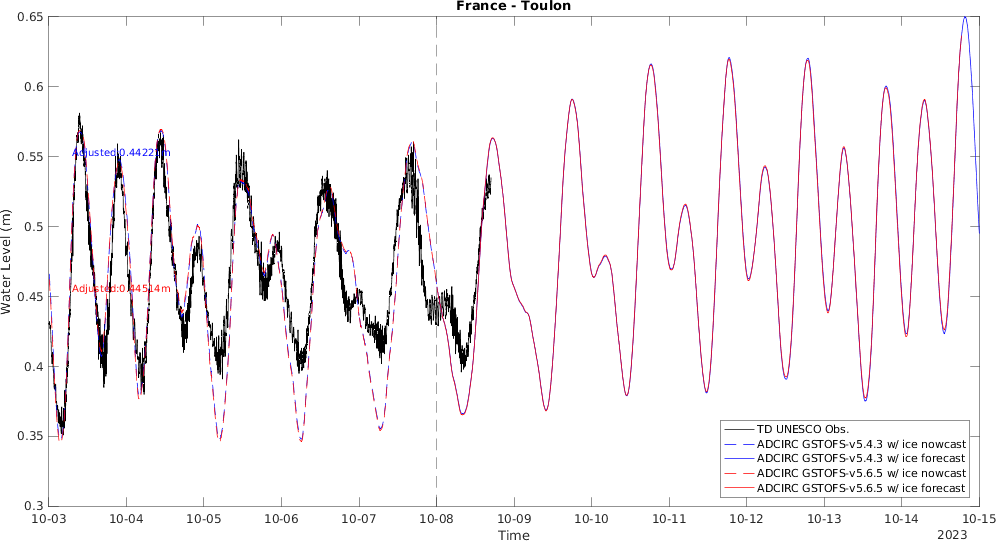 France - Toulon
Water Level (m)
0.65
0.6
0.55
0.5
0.45
0.4
0.35
0.3
Adjusted:0.44227m
Adjusted:0.44514m
TD UNESCO Obs.
ADCIRC GSTOFS-v5.4.3 w/ ice nowcast
ADCIRC GSTOFS-v5.4.3 w/ ice forecast
ADCIRC GSTOFS-v5.6.5 w/ ice nowcast
ADCIRC GSTOFS-v5.6.5 w/ ice forecast
10-03 10-04 10-05 10-06 10-07 10-08 10-09 10-10 10-11 10-12 10-13 10-14 10-15
Time
2023